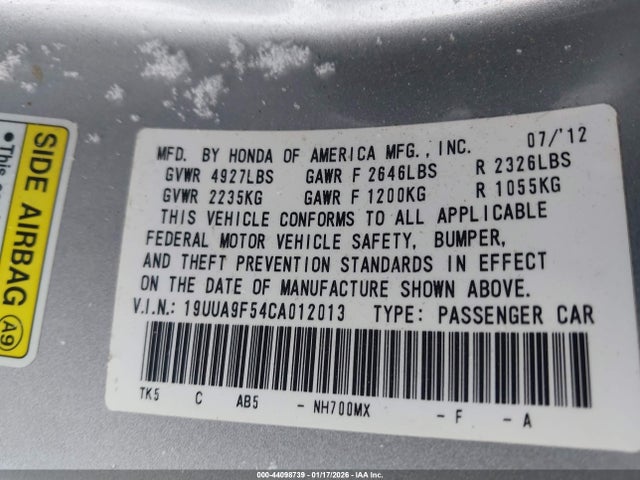 MFD. BY HONDA OF AMERICA MFG., INC. 07/'12
GVWR 4927LBS GAWR F 2646LBS R 2326LBS
GVWR 2235KG GAWR F 1200KG R 1055KG
THIS VEHICLE CONFORMS TO ALL APPLICABLE
FEDERAL MOTOR VEHICLE SAFETY, BUMPER,
AND THEFT PREVENTION STANDARDS IN EFFECT
ON THE DATE OF MANUFACTURE SHOWN ABOVE.
V.I.N.: 19UUA9F54CA012013 TYPE: PASSENGER CAR
TK5 C AB5 - NH700MX - F - A
SIDE AIRBAG A9
• This
000-44098739 - 01/17/2026 - IAA Inc.